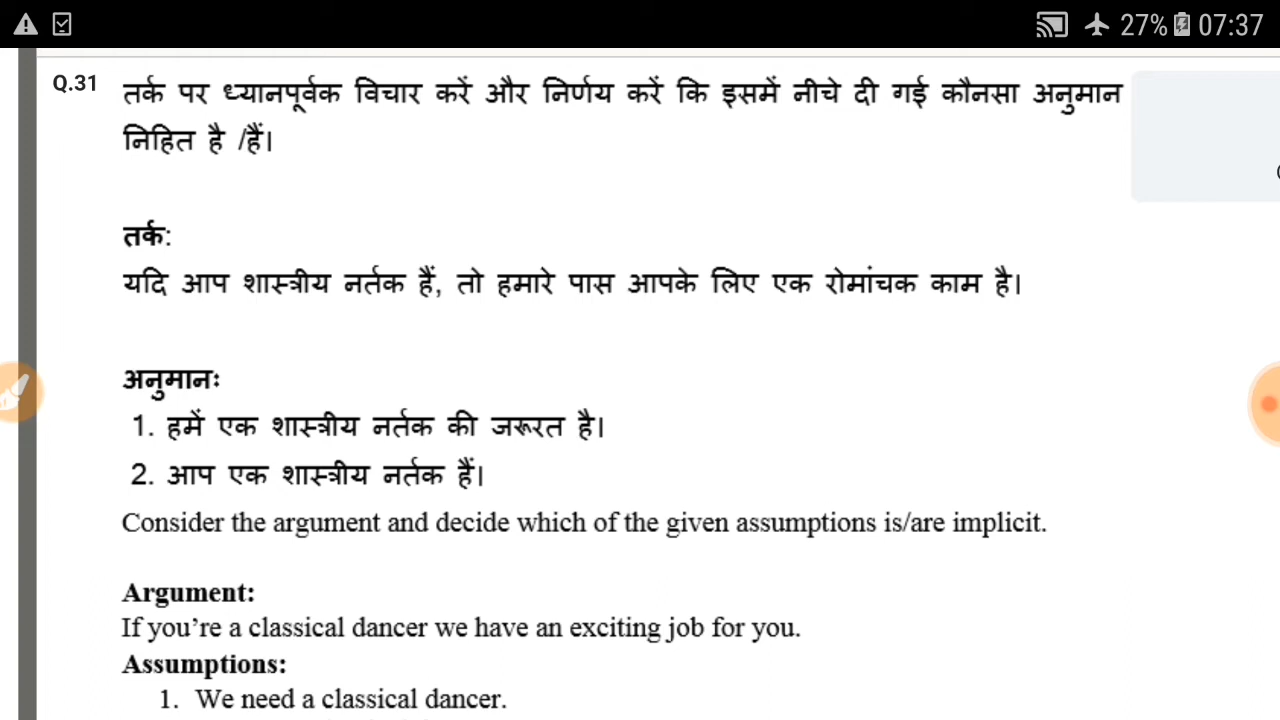 27% 07:37
Q.31 तर्क पर ध्यानपूर्वक विचार करें और निर्णय करें कि इसमें नीचे दी गई कौनसा अनुमान
निहित है /हैं।
तर्क:
यदि आप शास्त्रीय नर्तक हैं, तो हमारे पास आपके लिए एक रोमांचक काम है।
अनुमानः
1. हमें एक शास्त्रीय नर्तक की जरूरत है।
2. आप एक शास्त्रीय नर्तक हैं।
Consider the argument and decide which of the given assumptions is/are implicit.
Argument:
If you’re a classical dancer we have an exciting job for you.
Assumptions:
1. We need a classical dancer.